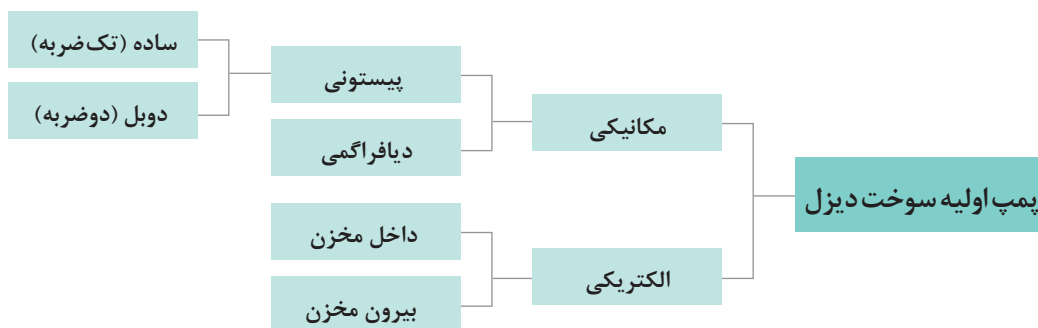 پمپ اولیه سوخت دیزل
مکانیکی
پیستونی
ساده (تک‌ضربه)
دوبل (دوضربه)
دیافراگمی
الکتریکی
داخل مخزن
بیرون مخزن